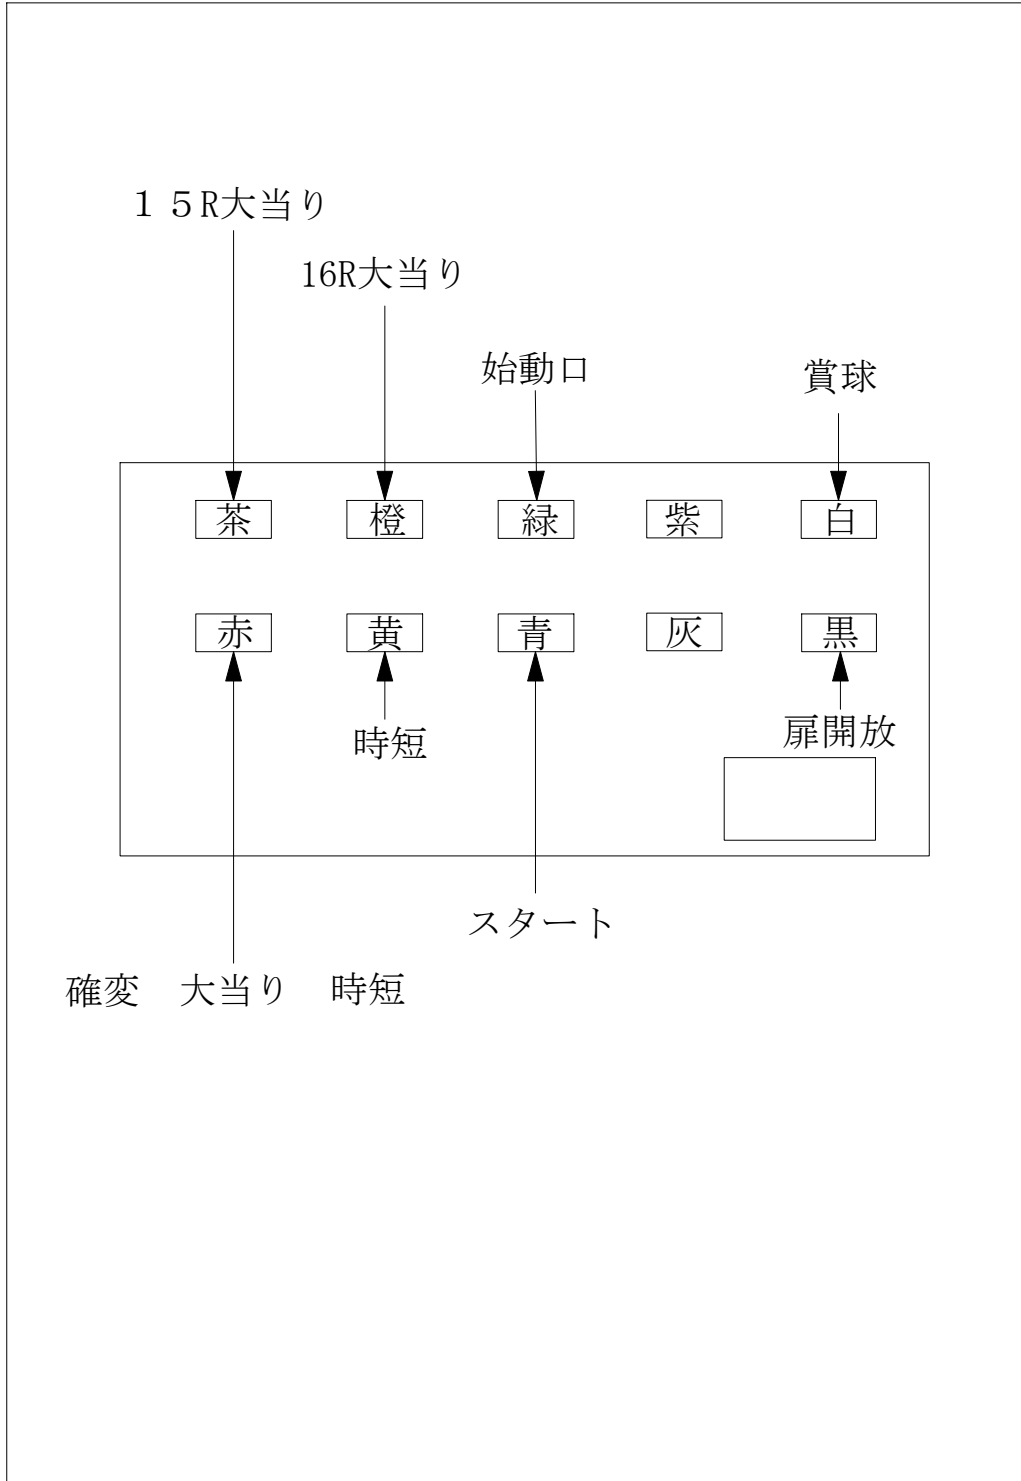 １５R大当り
16R大当り
始動口
賞球
茶 橙 緑 紫 白
赤 黄 青 灰 黒
時短
扉開放
スタート
確変　大当り　時短